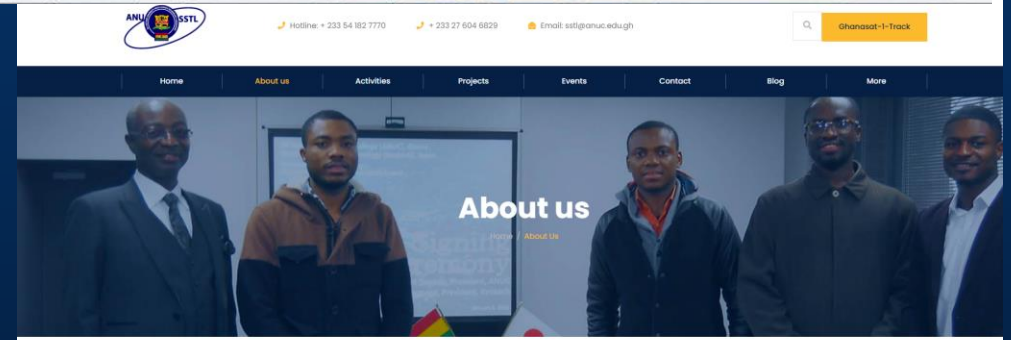 ANU SSTL
Hotline: + 233 54 182 7770
+ 233 27 604 6829
Email: sstl@anuc.edu.gh
Ghanasat-1-Track
Home
About us
Activities
Projects
Events
Contact
Blog
More
About us
Home / About Us